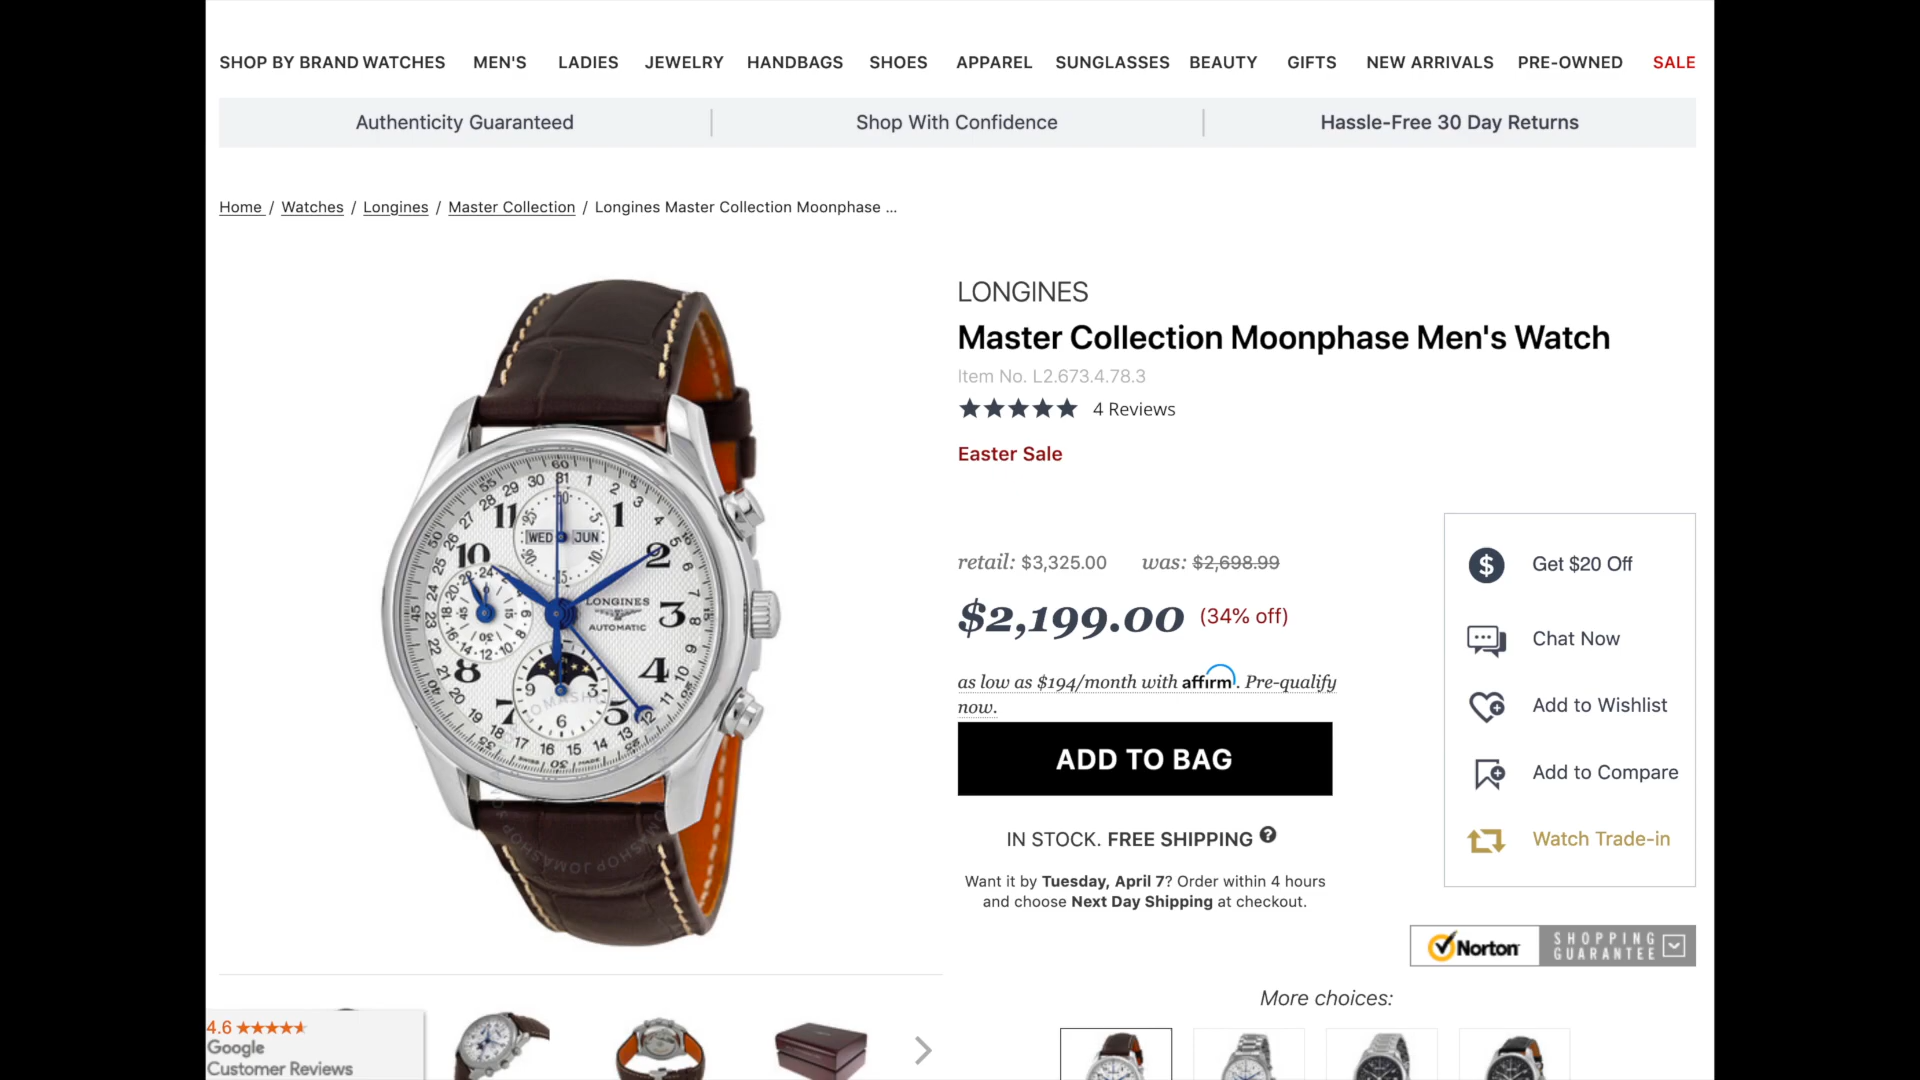 SHOP BY BRAND WATCHES MEN'S LADIES JEWELRY HANDBAGS SHOES APPAREL SUNGLASSES BEAUTY GIFTS NEW ARRIVALS PRE-OWNED SALE
Authenticity Guaranteed | Shop With Confidence | Hassle-Free 30 Day Returns
Home / Watches / Longines / Master Collection / Longines Master Collection Moonphase ...
LONGINES
Master Collection Moonphase Men's Watch
Item No. L2.673.4.78.3
4 Reviews
Easter Sale
retail: $3,325.00 was: $2,698.99
$2,199.00 (34% off)
as low as $194/month with affirm. Pre-qualify
now.
ADD TO BAG
IN STOCK. FREE SHIPPING ?
Want it by Tuesday, April 7? Order within 4 hours
and choose Next Day Shipping at checkout.
$ Get $20 Off
Chat Now
Add to Wishlist
Add to Compare
Watch Trade-in
Norton SHOPPING
GUARANTEE
More choices:
WED JUN
LONGINES
AUTOMATIC
4.6
Google
Customer Reviews